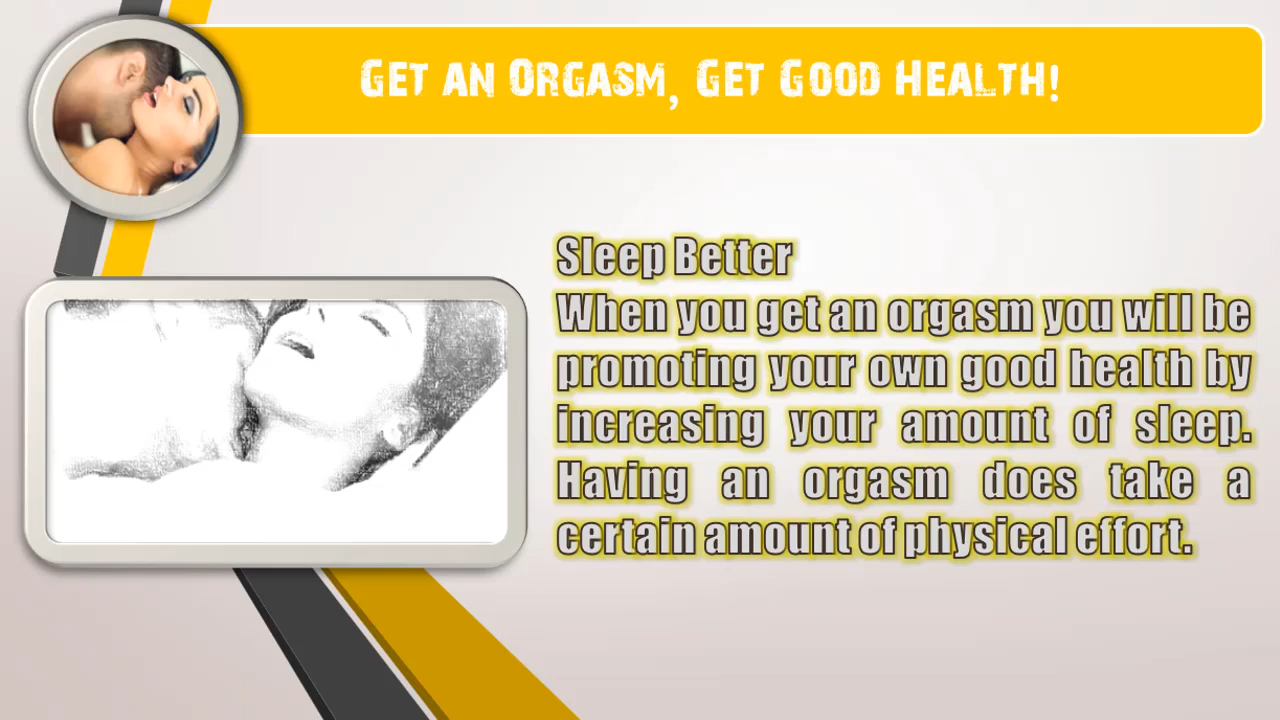 Get an Orgasm, Get Good Health!
Sleep Better
When you get an orgasm you will be
promoting your own good health by
increasing your amount of sleep.
Having an orgasm does take a
certain amount of physical effort.